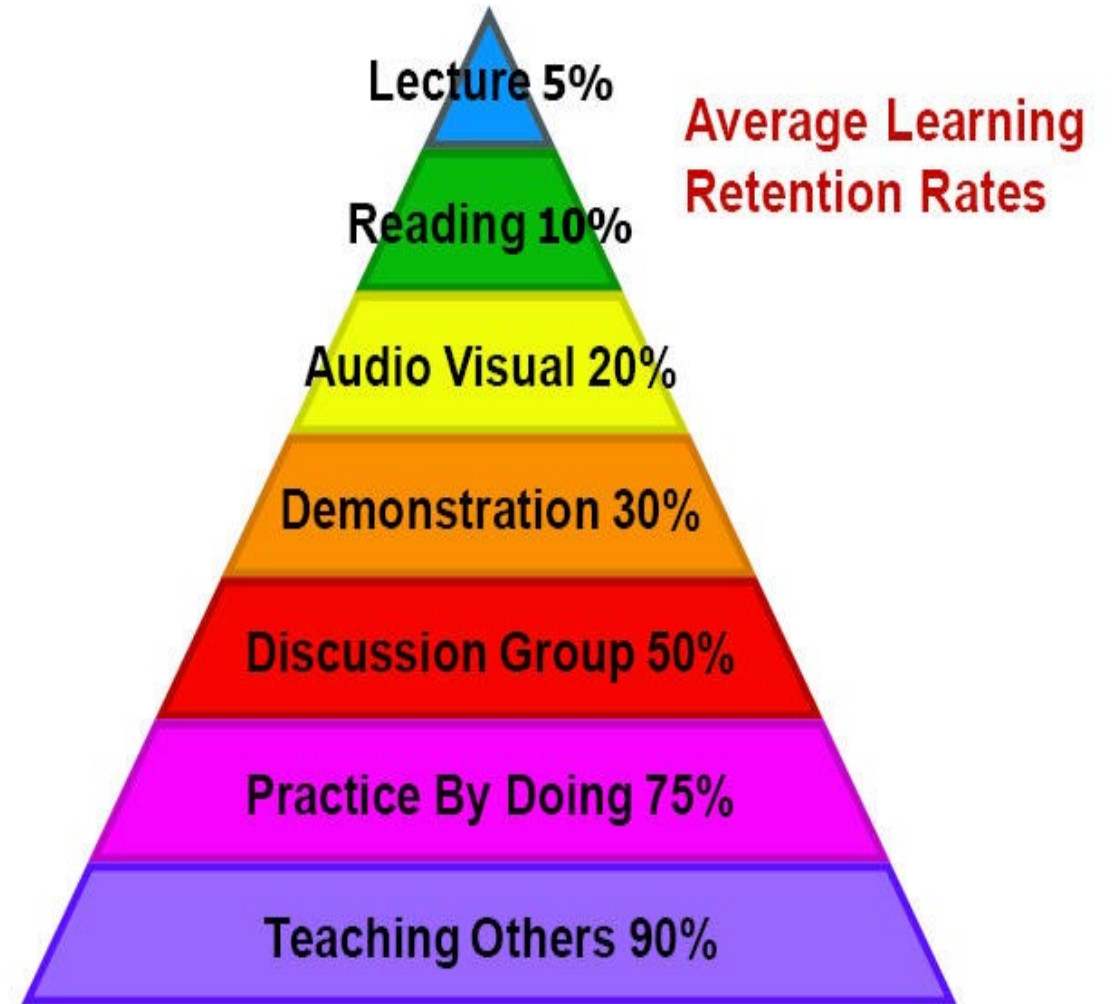 Lecture 5%
Average Learning
Retention Rates
Reading 10%
Audio Visual 20%
Demonstration 30%
Discussion Group 50%
Practice By Doing 75%
Teaching Others 90%